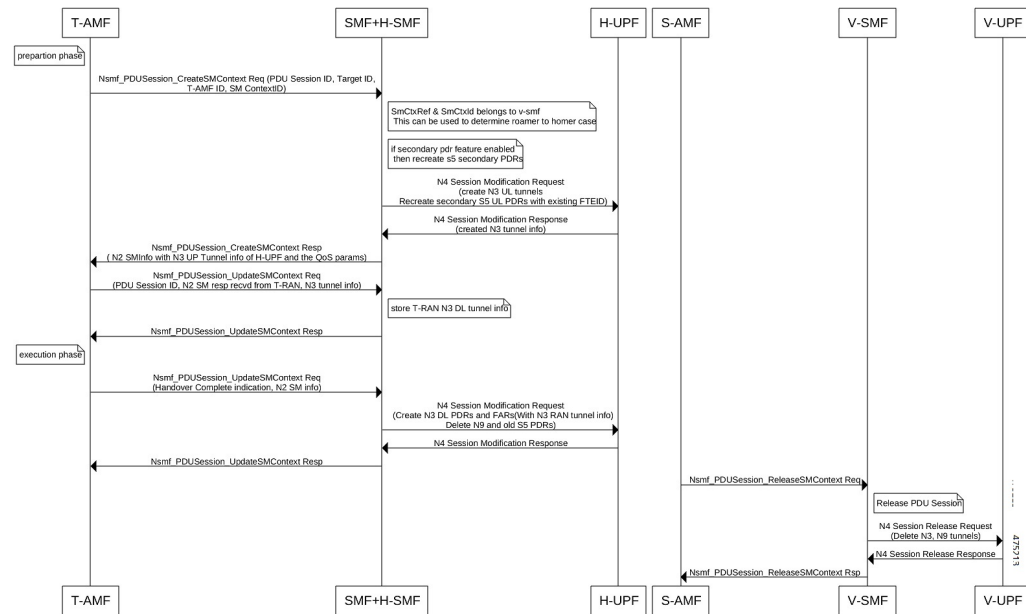 T-AMF
SMF+H-SMF
H-UPF
S-AMF
V-SMF
V-UPF
prepartion phase
Nsmf_PDUSession_CreateSMContext Req (PDU Session ID, Target ID,
T-AMF ID, SM ContextID)
SmCtxRef & SmCtxId belongs to v-smf
This can be used to determine roamer to homer case
if secondary pdr feature enabled
then recreate s5 secondary PDRs
N4 Session Modification Request
(create N3 UL tunnels
Recreate secondary S5 UL PDRs with existing FTEID)
N4 Session Modification Response
(created N3 tunnel info)
Nsmf_PDUSession_CreateSMContext Resp
( N2 SMInfo with N3 UP Tunnel info of H-UPF and the QoS params)
Nsmf_PDUSession_UpdateSMContext Req
(PDU Session ID, N2 SM resp recvd from T-RAN, N3 tunnel info)
store T-RAN N3 DL tunnel info
Nsmf_PDUSession_UpdateSMContext Resp
execution phase
Nsmf_PDUSession_UpdateSMContext Req
(Handover Complete indication, N2 SM info)
N4 Session Modification Request
(Create N3 DL PDRs and FARs(With N3 RAN tunnel info)
Delete N9 and old S5 PDRs)
N4 Session Modification Response
Nsmf_PDUSession_UpdateSMContext Resp
Nsmf_PDUSession_ReleaseSMContext Req
Release PDU Session
N4 Session Release Request
(Delete N3, N9 tunnels)
N4 Session Release Response
Nsmf_PDUSession_ReleaseSMContext Rsp
475213
T-AMF
SMF+H-SMF
H-UPF
S-AMF
V-SMF
V-UPF